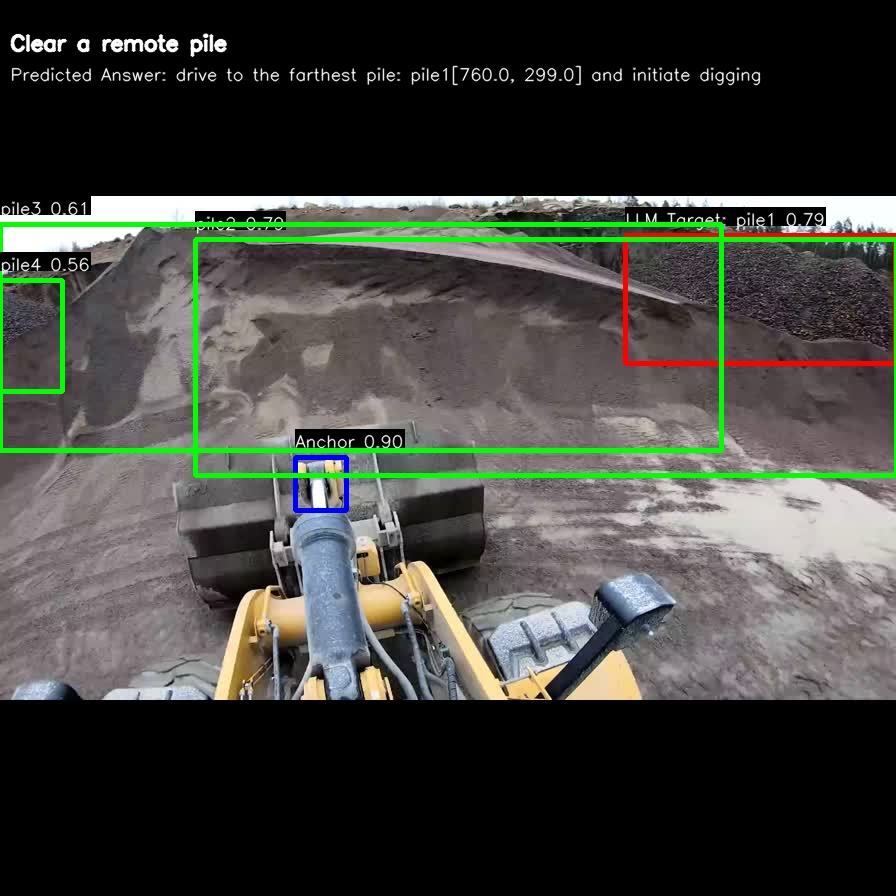 Clear a remote pile
Predicted Answer: drive to the farthest pile: pile1[760.0, 299.0] and initiate digging
pile3 0.61
pile2 0.79
LLM Target: pile1 0.79
pile4 0.56
Anchor 0.90